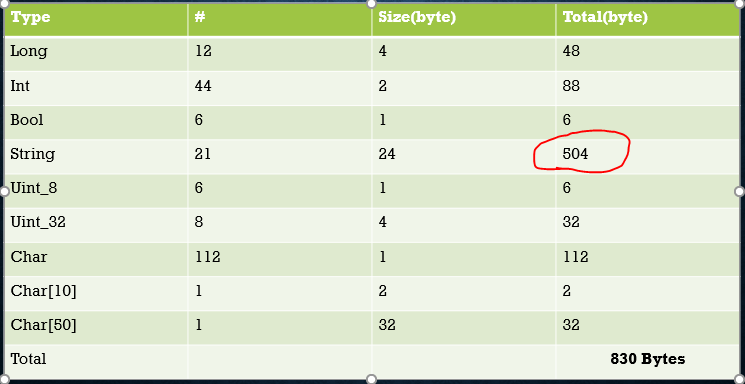 Type # Size(byte) Total(byte)
Long 12 4 48
Int 44 2 88
Bool 6 1 6
String 21 24 504
Uint_8 6 1 6
Uint_32 8 4 32
Char 112 1 112
Char[10] 1 2 2
Char[50] 1 32 32
Total 830 Bytes